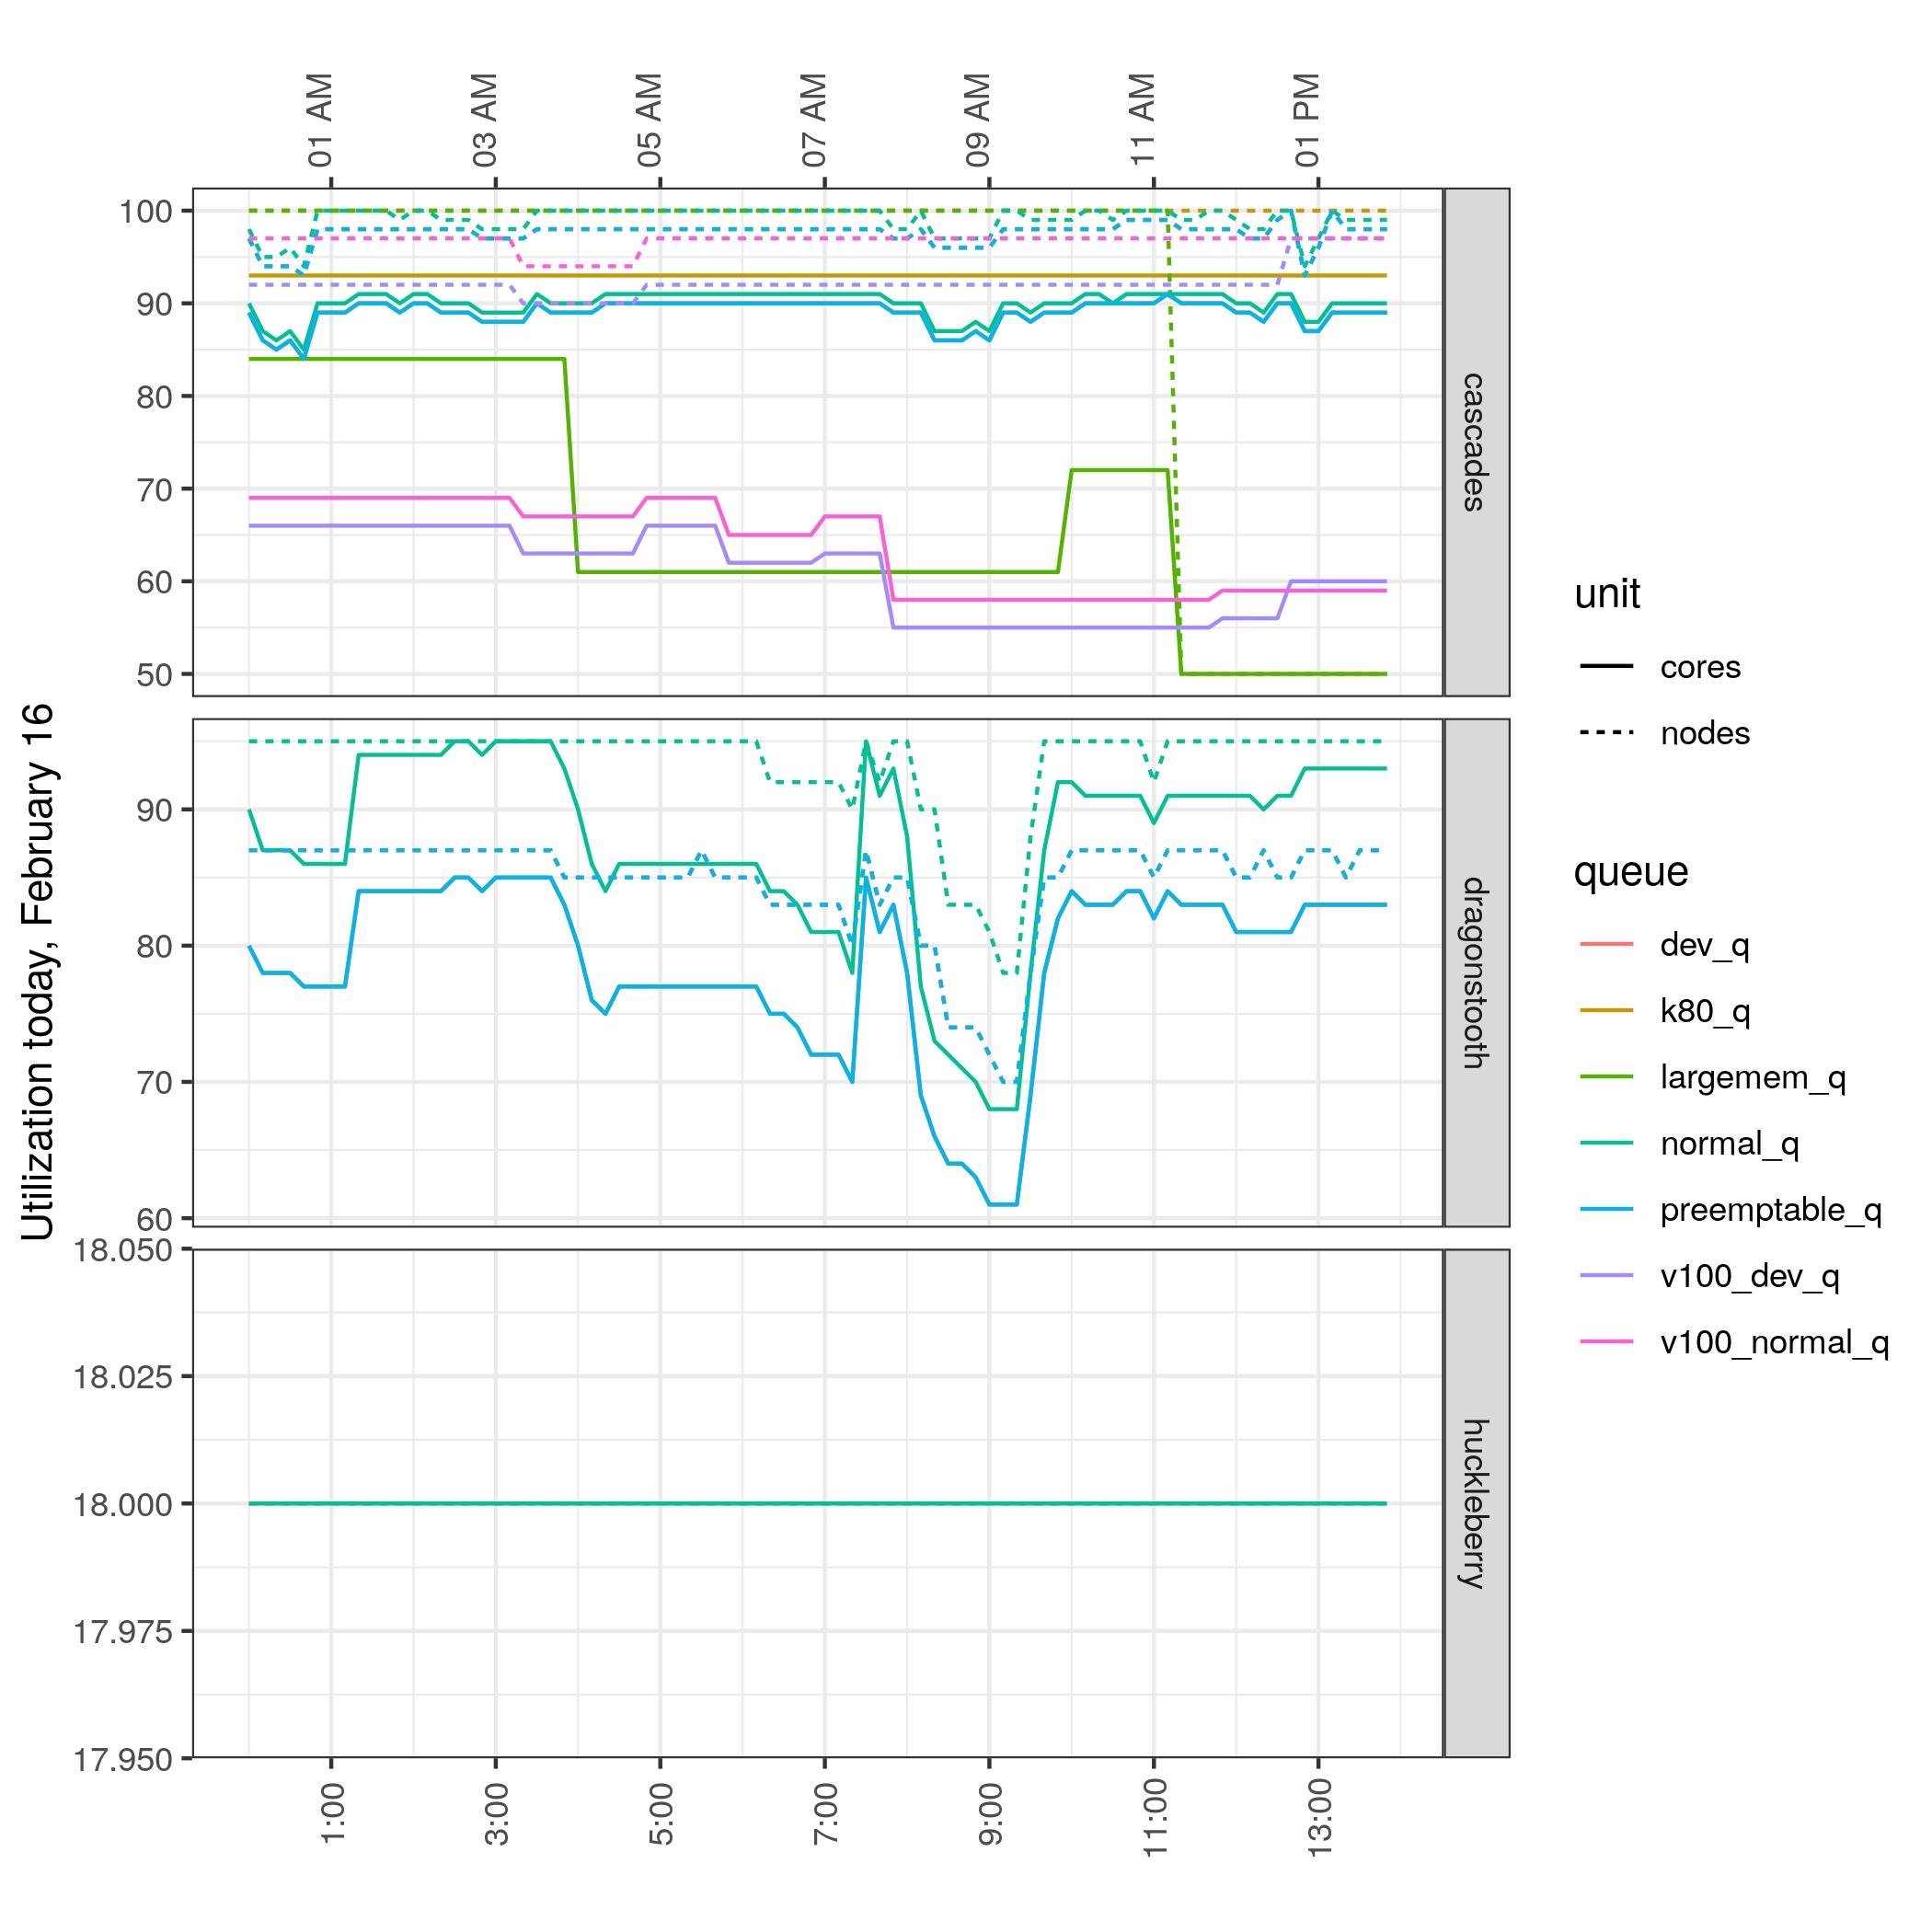 01 AM
03 AM
05 AM
07 AM
09 AM
11 AM
01 PM
Utilization today, February 16
100
90
80
70
60
50
cascades
90
80
70
60
dragonstooth
18.050
18.025
18.000
17.975
17.950
huckleberry
1:00
3:00
5:00
7:00
9:00
11:00
13:00
unit
cores
nodes
queue
dev_q
k80_q
largemem_q
normal_q
preemptable_q
v100_dev_q
v100_normal_q